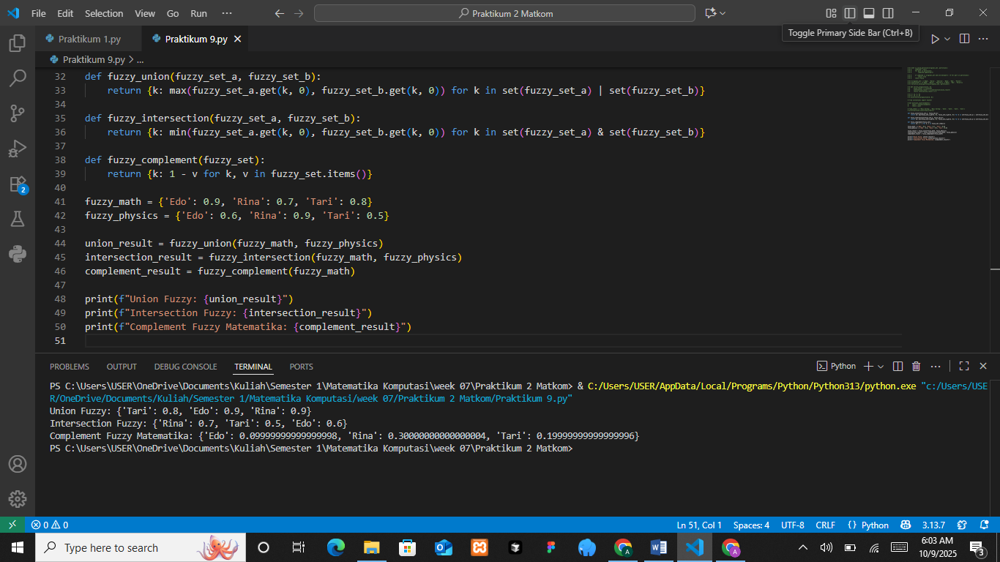 File Edit Selection View Go Run ··· Praktikum 2 Matkom
Praktikum 1.py Praktikum 9.py
Toggle Primary Side Bar (Ctrl+B)
Praktikum 9.py > ...
32 def fuzzy_union(fuzzy_set_a, fuzzy_set_b):
33 return {k: max(fuzzy_set_a.get(k, 0), fuzzy_set_b.get(k, 0)) for k in set(fuzzy_set_a) | set(fuzzy_set_b)}
34
35 def fuzzy_intersection(fuzzy_set_a, fuzzy_set_b):
36 return {k: min(fuzzy_set_a.get(k, 0), fuzzy_set_b.get(k, 0)) for k in set(fuzzy_set_a) & set(fuzzy_set_b)}
37
38 def fuzzy_complement(fuzzy_set):
39 return {k: 1 - v for k, v in fuzzy_set.items()}
40
41 fuzzy_math = {'Edo': 0.9, 'Rina': 0.7, 'Tari': 0.8}
42 fuzzy_physics = {'Edo': 0.6, 'Rina': 0.9, 'Tari': 0.5}
43
44 union_result = fuzzy_union(fuzzy_math, fuzzy_physics)
45 intersection_result = fuzzy_intersection(fuzzy_math, fuzzy_physics)
46 complement_result = fuzzy_complement(fuzzy_math)
47
48 print(f"Union Fuzzy: {union_result}")
49 print(f"Intersection Fuzzy: {intersection_result}")
50 print(f"Complement Fuzzy Matematika: {complement_result}")
51
2
PROBLEMS OUTPUT DEBUG CONSOLE TERMINAL PORTS Python
PS C:\Users\USER\OneDrive\Documents\Kuliah\Semester 1\Matematika Komputasi\week 07\Praktikum 2 Matkom> & C:/Users/USER/AppData/Local/Programs/Python/Python313/python.exe "c:/Users/USE
R/OneDrive/Documents/Kuliah/Semester 1/Matematika Komputasi/week 07/Praktikum 2 Matkom/Praktikum 9.py"
Union Fuzzy: {'Tari': 0.8, 'Edo': 0.9, 'Rina': 0.9}
Intersection Fuzzy: {'Rina': 0.7, 'Tari': 0.5, 'Edo': 0.6}
Complement Fuzzy Matematika: {'Edo': 0.09999999999999998, 'Rina': 0.30000000000000004, 'Tari': 0.19999999999999996}
PS C:\Users\USER\OneDrive\Documents\Kuliah\Semester 1\Matematika Komputasi\week 07\Praktikum 2 Matkom>
0 0 Ln 51, Col 1 Spaces: 4 UTF-8 CRLF {} Python 3.13.7
Type here to search
6:03 AM
10/9/2025
3